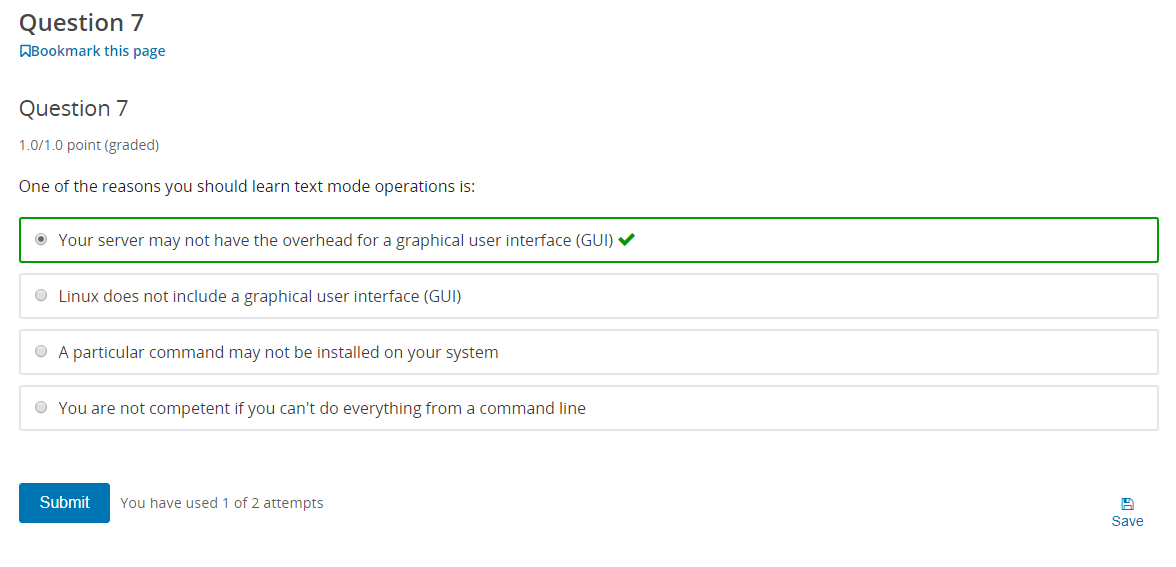 Question 7
Bookmark this page
Question 7
1.0/1.0 point (graded)
One of the reasons you should learn text mode operations is:
Your server may not have the overhead for a graphical user interface (GUI)
Linux does not include a graphical user interface (GUI)
A particular command may not be installed on your system
You are not competent if you can't do everything from a command line
Submit You have used 1 of 2 attempts
Save